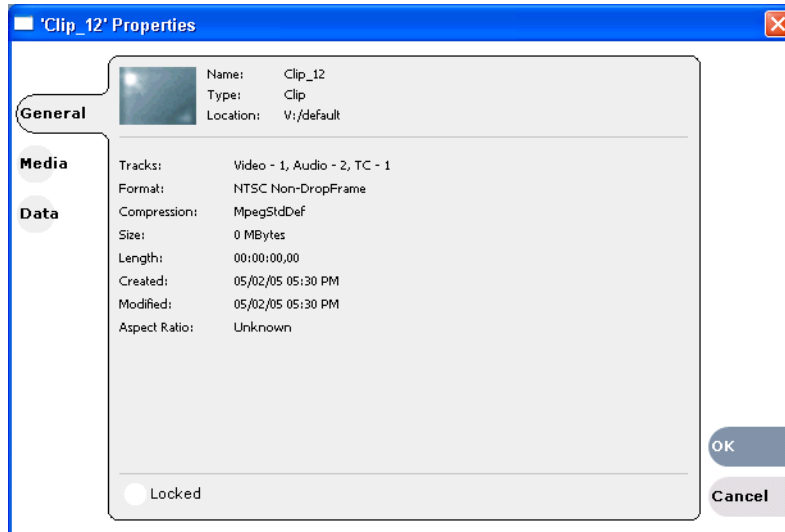 'Clip_12' Properties
General
Media
Data
Name: Clip_12
Type: Clip
Location: V:/default
Tracks: Video - 1, Audio - 2, TC - 1
Format: NTSC Non-DropFrame
Compression: MpegStdDef
Size: 0 MBytes
Length: 00:00:00,00
Created: 05/02/05 05:30 PM
Modified: 05/02/05 05:30 PM
Aspect Ratio: Unknown
Locked
OK
Cancel